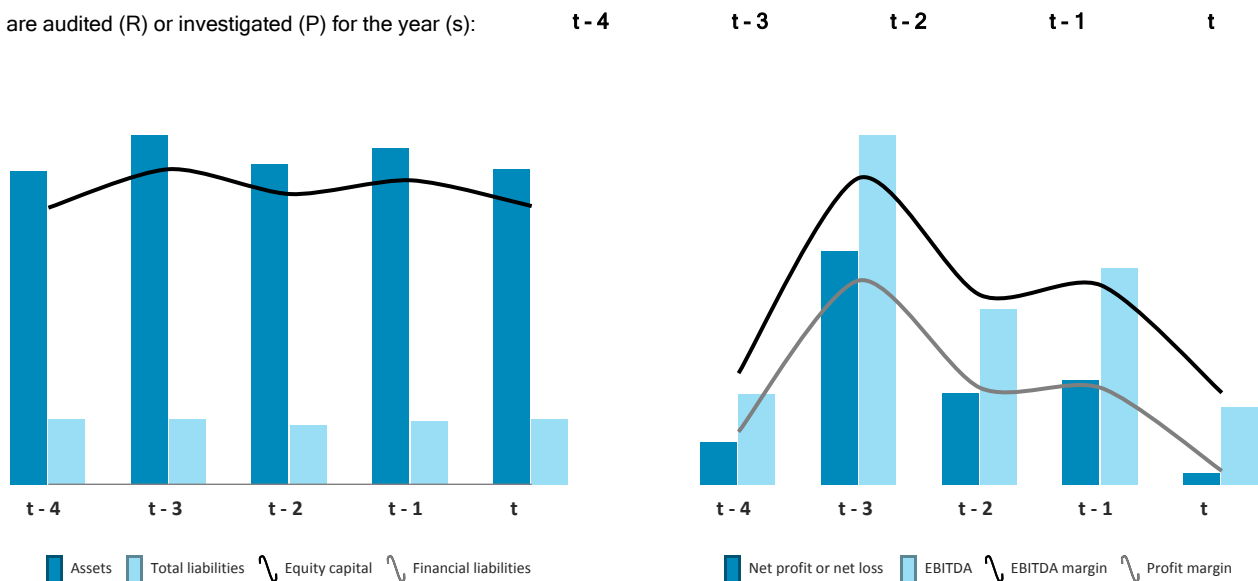 are audited (R) or investigated (P) for the year (s): t - 4 t - 3 t - 2 t - 1 t
t - 4 t - 3 t - 2 t - 1 t
Assets Total liabilities Equity capital Financial liabilities
t - 4 t - 3 t - 2 t - 1 t
Net profit or net loss EBITDA EBITDA margin Profit margin